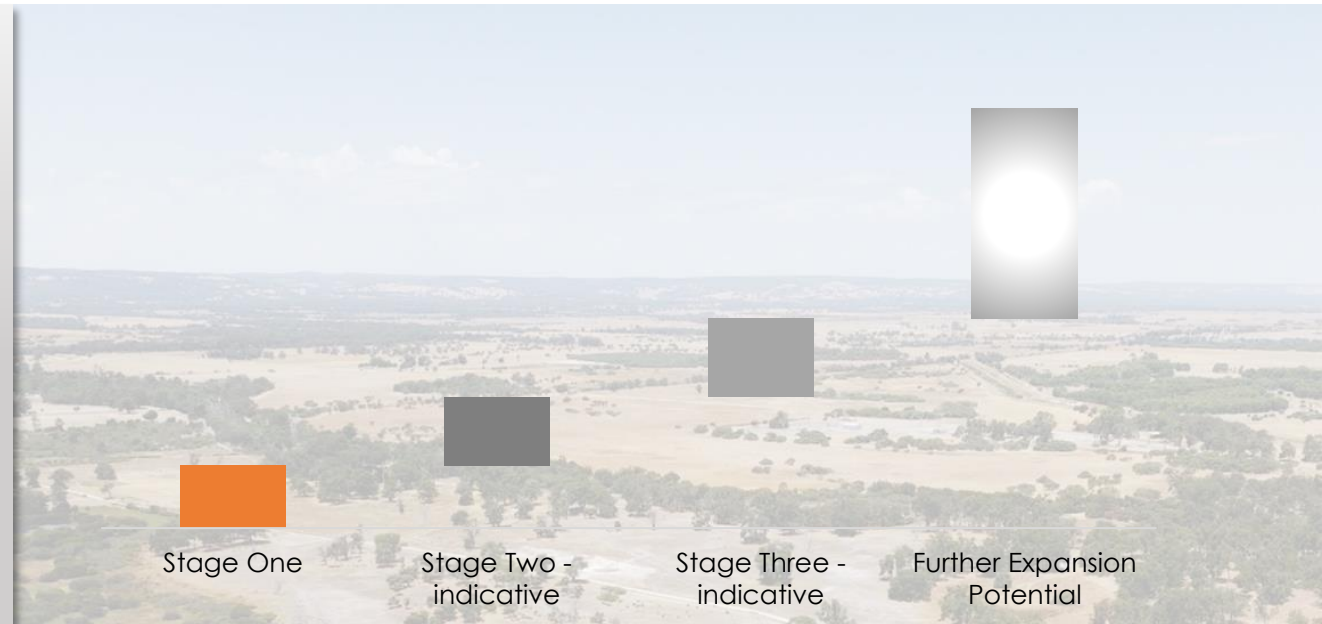 Stage One
Stage Two -
indicative
Stage Three -
indicative
Further Expansion
Potential